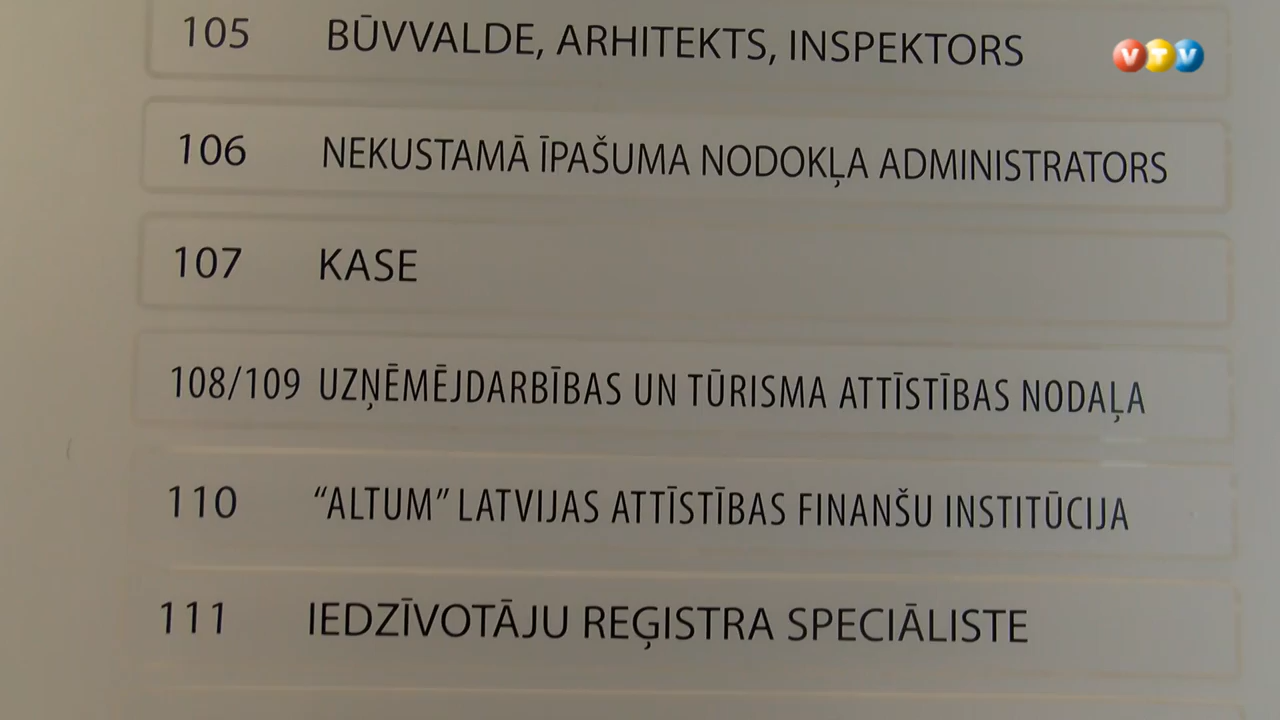 105 BŪVVALDE, ARHITEKTS, INSPEKTORS
VTV
106 NEKUSTAMĀ ĪPAŠUMA NODOKĻA ADMINISTRATORS
107 KASE
108/109 UZŅĒMĒJDARBĪBAS UN TŪRISMA ATTĪSTĪBAS NODAĻA
110 “ALTUM” LATVIJAS ATTĪSTĪBAS FINANŠU INSTITŪCIJA
111 IEDZĪVOTĀJU REĢISTRA SPECIĀLISTE